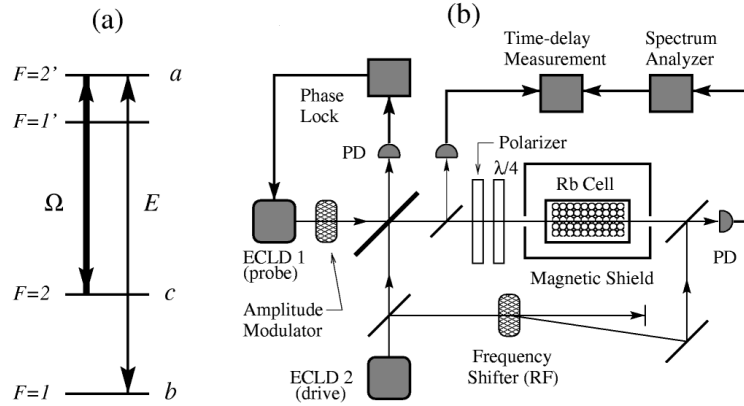 (a)
F=2'
a
F=1'
Ω
E
F=2
c
F=1
b
(b)
Time-delay
Measurement
Spectrum
Analyzer
Phase
Lock
PD
Polarizer
λ/4
Rb Cell
ECLD 1
(probe)
Magnetic Shield
PD
Amplitude
Modulator
ECLD 2
(drive)
Frequency
Shifter (RF)